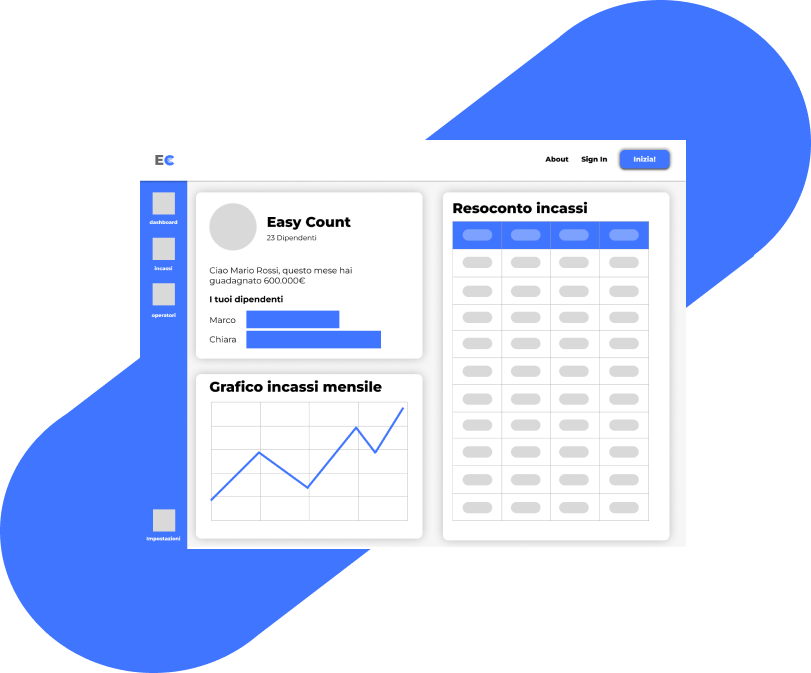 EC
About
Sign In
Inizia!
dashboard
incassi
operatori
Impostazioni
Easy Count
23 Dipendenti
Ciao Mario Rossi, questo mese hai
guadagnato 600.000€
I tuoi dipendenti
Marco
Chiara
Grafico incassi mensile
Resoconto incassi